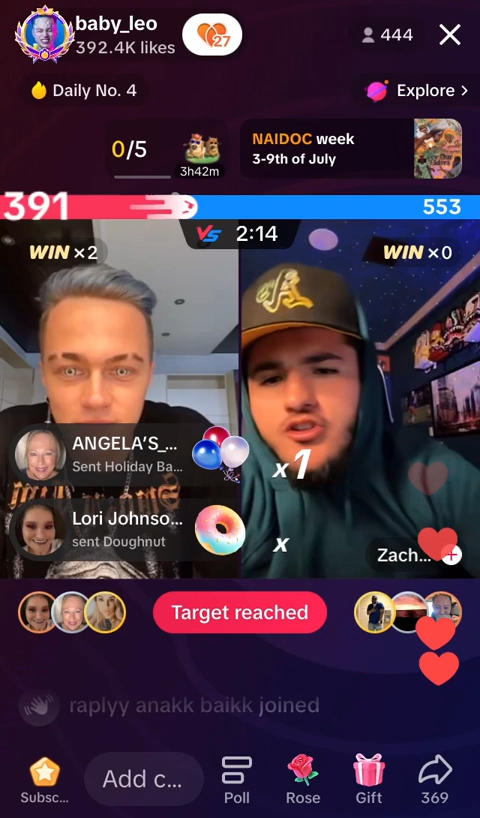 baby_leo
392.4K likes
27
444
Daily No. 4
Explore >
0/5
3h42m
NAIDOC week
3-9th of July
391
553
VS 2:14
WIN ×2
WIN ×0
ANGELA'S_...
Sent Holiday Ba...
x1
Lori Johnso...
sent Doughnut
x
Zach...
Target reached
raplyy anakk baikk joined
Subsc...
Add c...
Poll
Rose
Gift
369